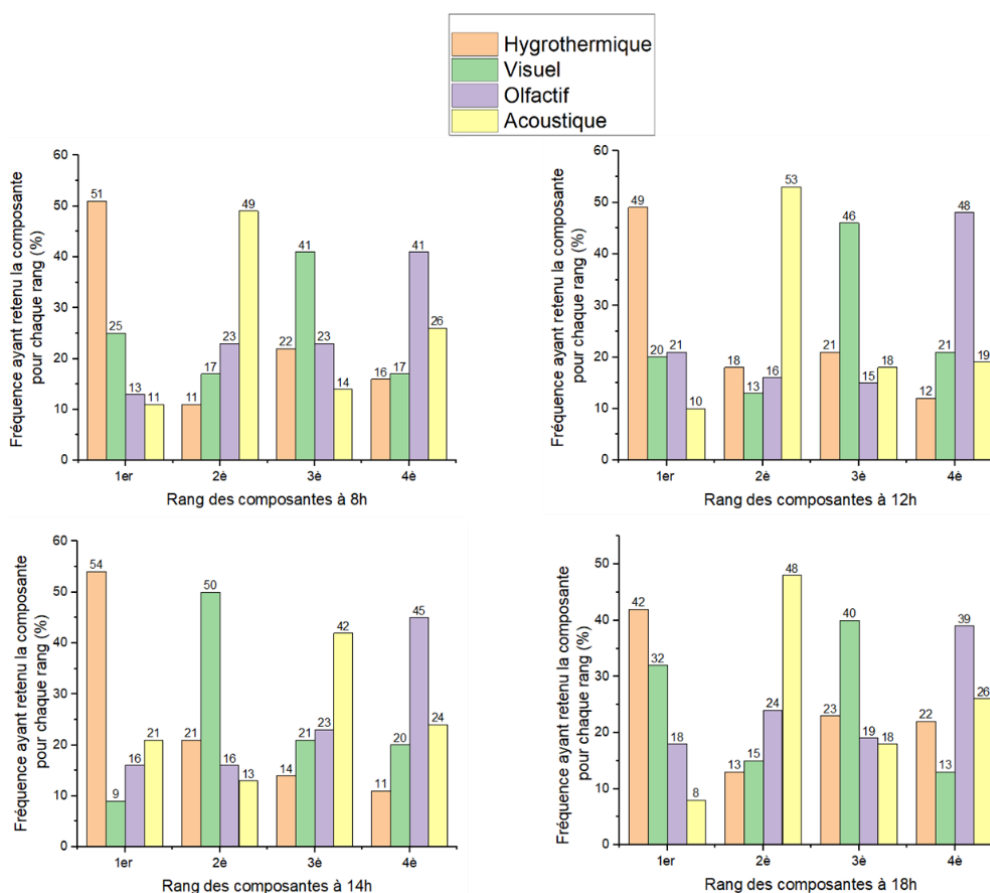 Hygrothermique
Visuel
Olfactif
Acoustique
Fréquence ayant retenu la composante
pour chaque rang (%)
60
50
40
30
20
10
0
51
25
13
11
11
17
23
49
22
41
23
14
16
17
41
26
1er
2è
3è
4è
Rang des composantes à 8h
Fréquence ayant retenu la composante
pour chaque rang (%)
60
50
40
30
20
10
0
49
20
21
10
18
13
16
53
21
46
15
18
12
21
48
19
1er
2è
3è
4è
Rang des composantes à 12h
Fréquence ayant retenu la composante
pour chaque rang (%)
60
50
40
30
20
10
0
54
9
16
21
21
50
16
13
14
21
23
42
11
20
45
24
1er
2è
3è
4è
Rang des composantes à 14h
Fréquence ayant retenu la composante
pour chaque rang (%)
50
40
30
20
10
0
42
32
18
8
13
15
24
48
23
40
19
18
22
13
39
26
1er
2è
3è
4è
Rang des composantes à 18h